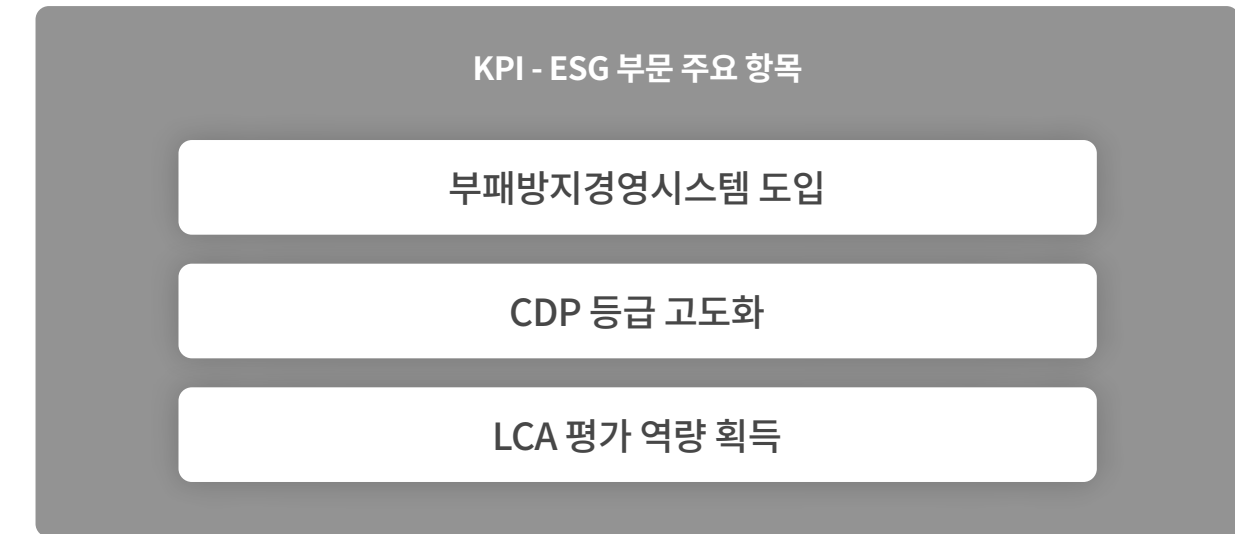 KPI - ESG 부문 주요 항목
부패방지경영시스템 도입
CDP 등급 고도화
LCA 평가 역량 획득